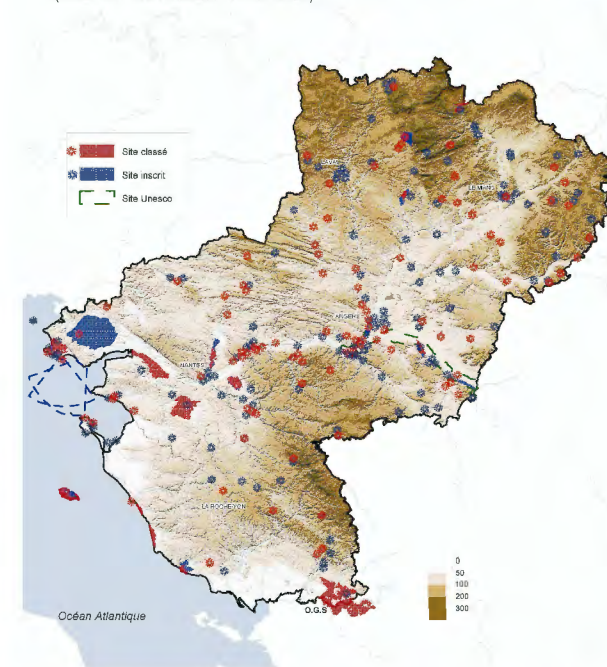 Site classé
Site inscrit
Site Unesco
LAVAL
LE MANS
ANGERS
NANTES
LA ROCHE/YON
O.G.S
Océan Atlantique
0
50
100
200
300